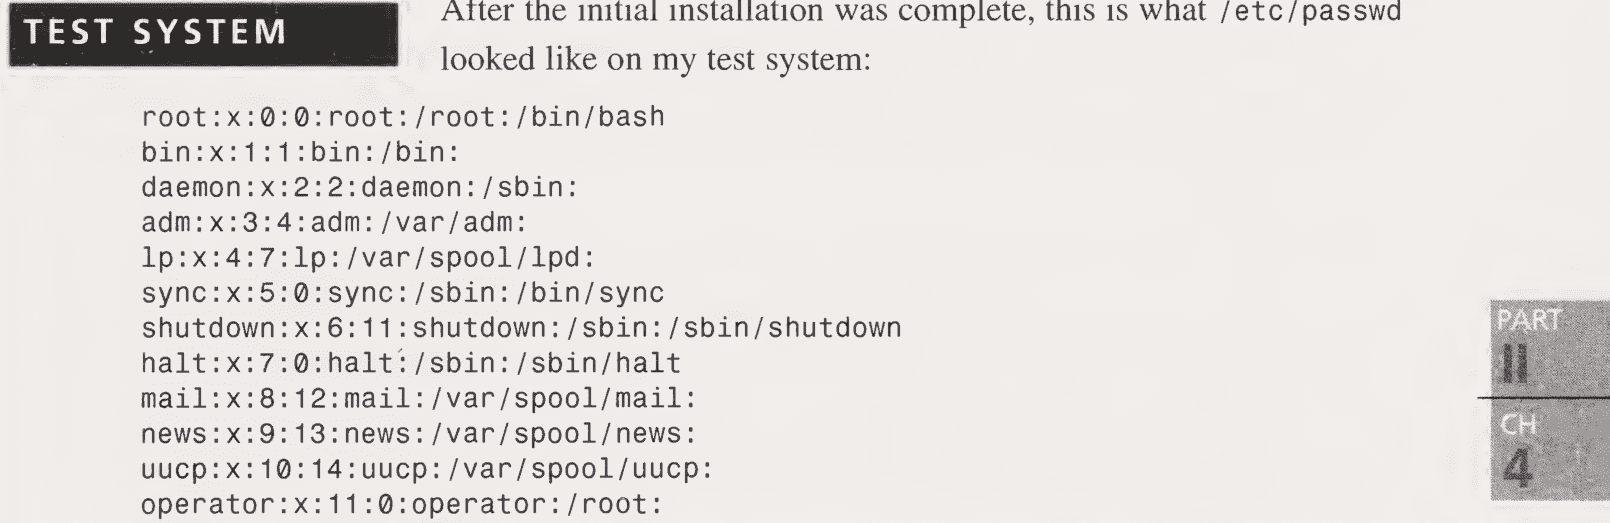 TEST SYSTEM
After the initial installation was complete, this is what /etc/passwd
looked like on my test system:
root:x:0:0:root:/root:/bin/bash
bin:x:1:1:bin:/bin:
daemon:x:2:2:daemon:/sbin:
adm:x:3:4:adm:/var/adm:
lp:x:4:7:lp:/var/spool/lpd:
sync:x:5:0:sync:/sbin:/bin/sync
shutdown:x:6:11:shutdown:/sbin:/sbin/shutdown
halt:x:7:0:halt:/sbin:/sbin/halt
mail:x:8:12:mail:/var/spool/mail:
news:x:9:13:news:/var/spool/news:
uucp:x:10:14:uucp:/var/spool/uucp:
operator:x:11:0:operator:/root:
PART
II
CH
4